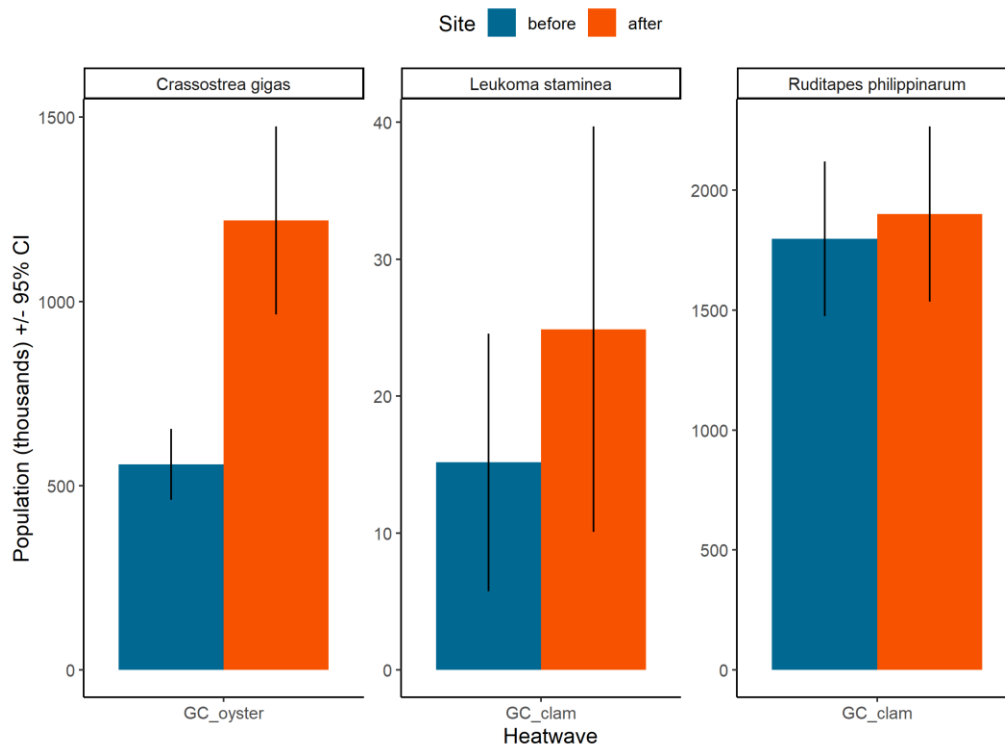 Site before after
Crassostrea gigas
Leukoma staminea
Ruditapes philippinarum
Population (thousands) +/- 95% CI
1500
1000
500
0
40
30
20
10
0
2000
1500
1000
500
0
GC_oyster
GC_clam
GC_clam
Heatwave